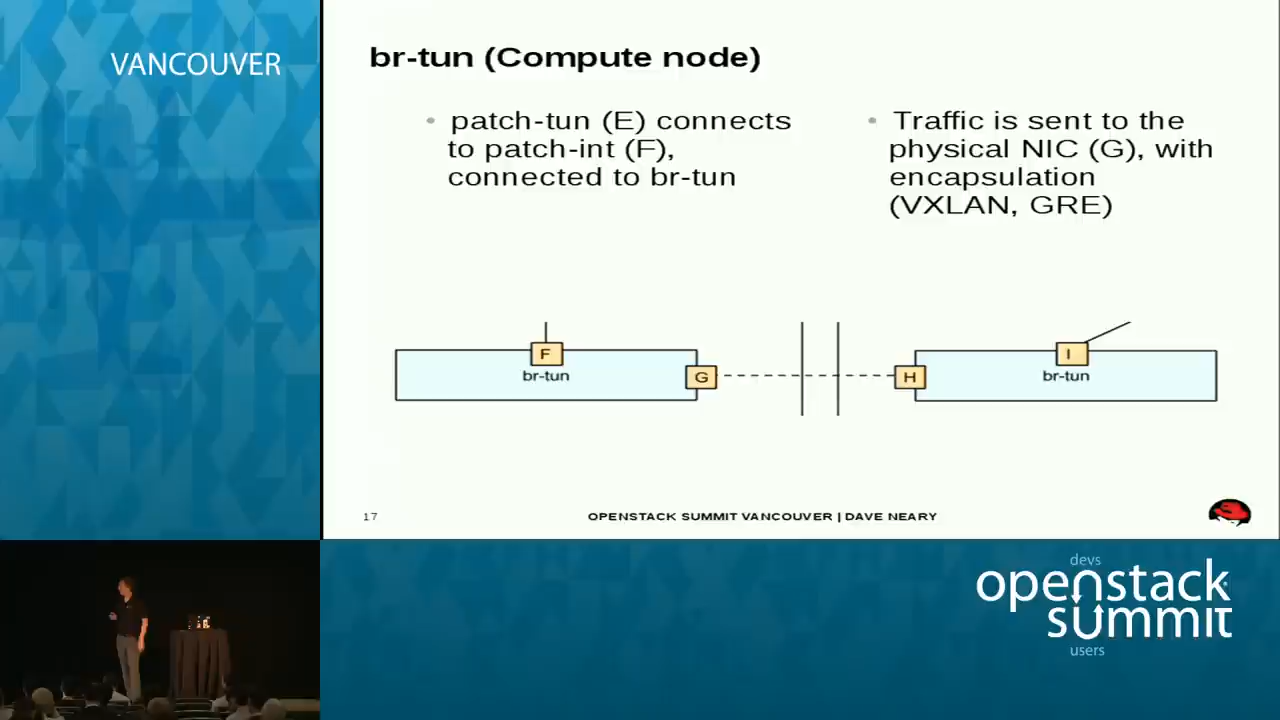 VANCOUVER
br-tun (Compute node)
• patch-tun (E) connects
to patch-int (F),
connected to br-tun
• Traffic is sent to the
physical NIC (G), with
encapsulation
(VXLAN, GRE)
F
br-tun
G
H
I
br-tun
17
OPENSTACK SUMMIT VANCOUVER | DAVE NEARY
devs
openstack
summit
users